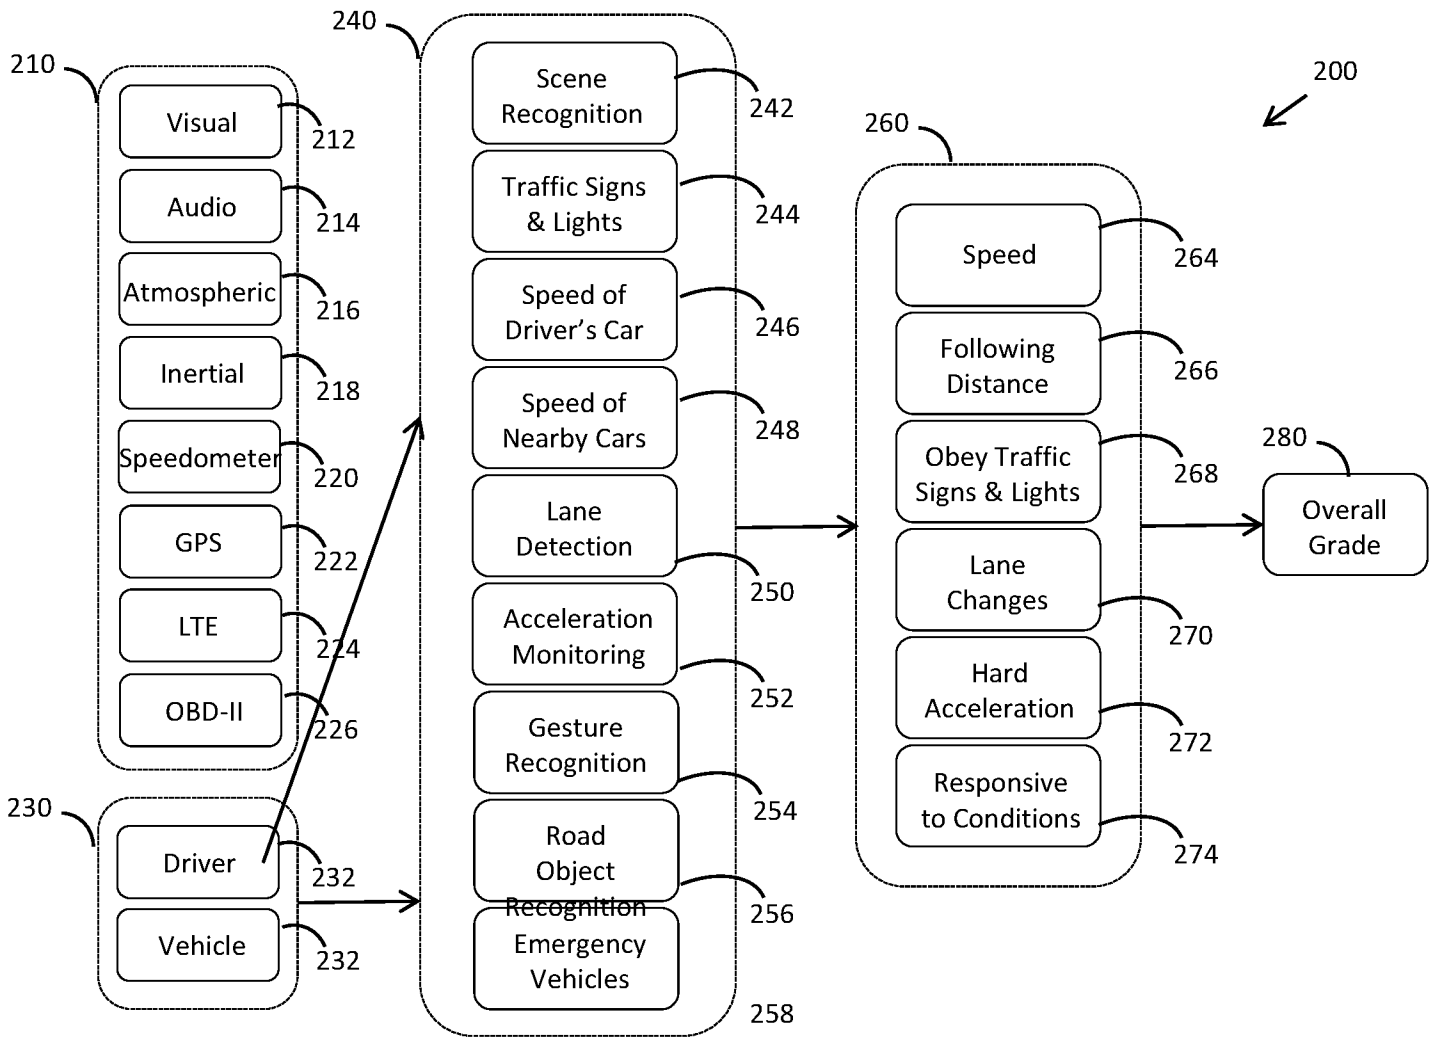 200
210
Visual
212
Audio
214
Atmospheric
216
Inertial
218
Speedometer
220
GPS
222
LTE
224
OBD-II
226
230
Driver
232
Vehicle
232
240
Scene
Recognition
242
Traffic Signs
& Lights
244
Speed of
Driver’s Car
246
Speed of
Nearby Cars
248
Lane
Detection
250
Acceleration
Monitoring
252
Gesture
Recognition
254
Road
Object
Recognition
256
Emergency
Vehicles
258
260
Speed
264
Following
Distance
266
Obey Traffic
Signs & Lights
268
Lane
Changes
270
Hard
Acceleration
272
Responsive
to Conditions
274
280
Overall
Grade